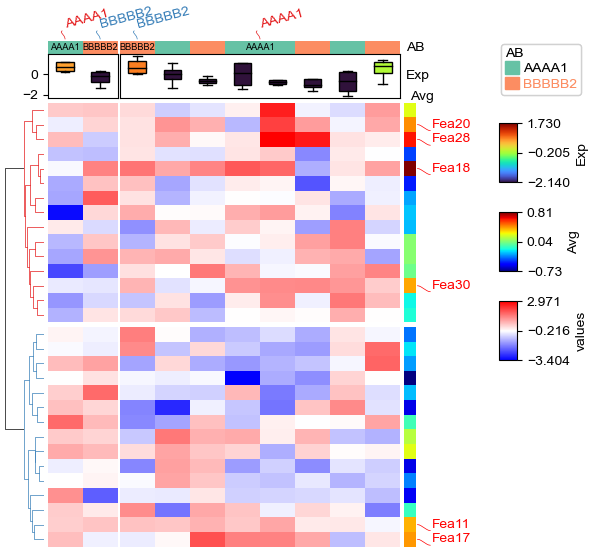 AAAA1
BBBBB2
BBBBB2
AAAA1
AAAA1 BBBBB2 BBBBB2 AAAA1 AB
0
−2
Exp
Avg
Fea20
Fea28
Fea18
Fea30
Fea11
Fea17
AB
AAAA1
BBBBB2
1.730
-0.205
-2.140
Exp
0.81
0.04
-0.73
Avg
2.971
-0.216
-3.404
values